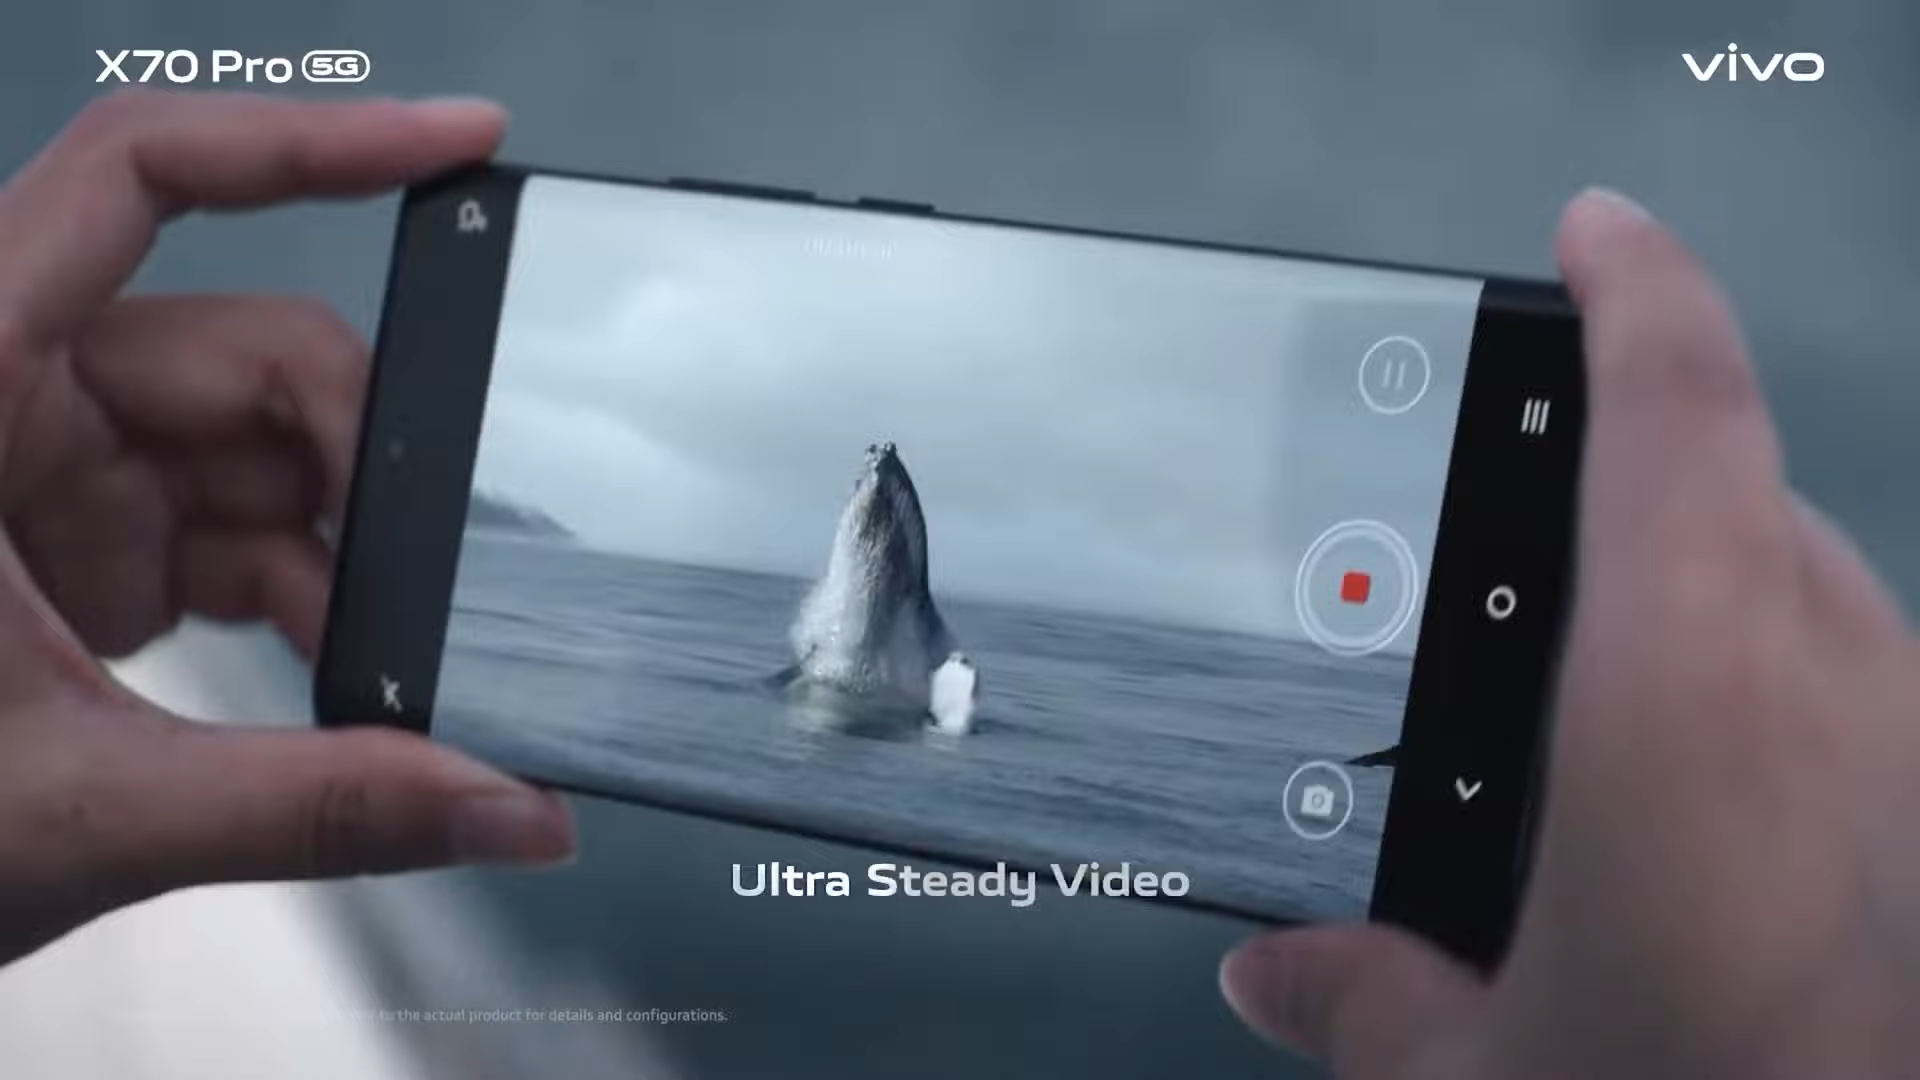 X70 Pro 5G
vivo
Ultra Steady Video
to the actual product for details and configurations.